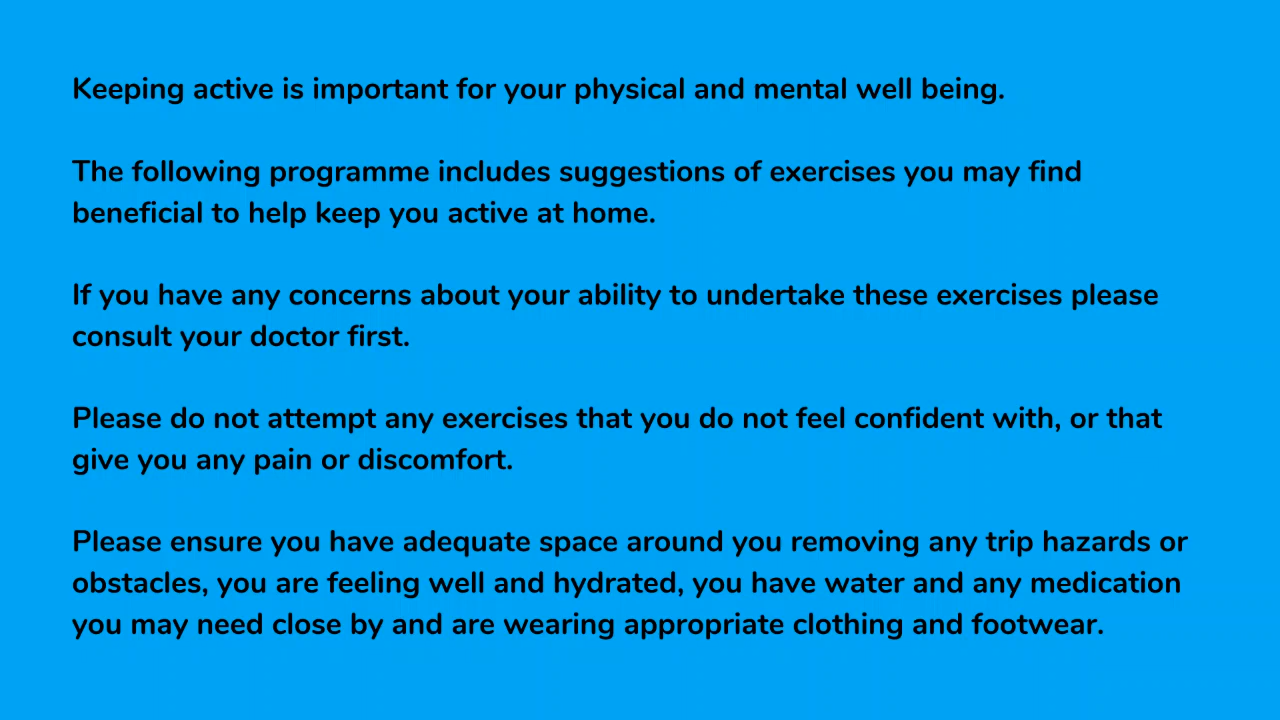 Keeping active is important for your physical and mental well being.
The following programme includes suggestions of exercises you may find
beneficial to help keep you active at home.
If you have any concerns about your ability to undertake these exercises please
consult your doctor first.
Please do not attempt any exercises that you do not feel confident with, or that
give you any pain or discomfort.
Please ensure you have adequate space around you removing any trip hazards or
obstacles, you are feeling well and hydrated, you have water and any medication
you may need close by and are wearing appropriate clothing and footwear.